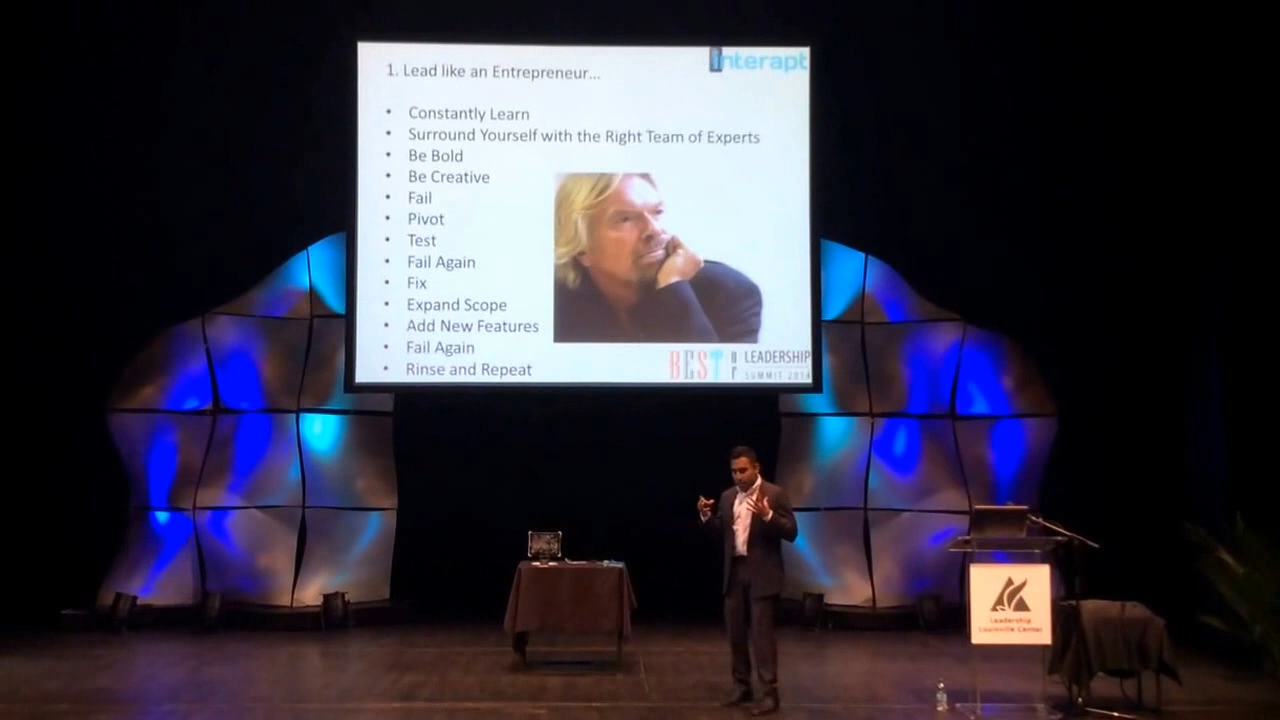 interapt
1. Lead like an Entrepreneur...
• Constantly Learn
• Surround Yourself with the Right Team of Experts
• Be Bold
• Be Creative
• Fail
• Pivot
• Test
• Fail Again
• Fix
• Expand Scope
• Add New Features
• Fail Again
• Rinse and Repeat
BEST OF LEADERSHIP
SUMMIT 2014
Leadership
Louisville Center